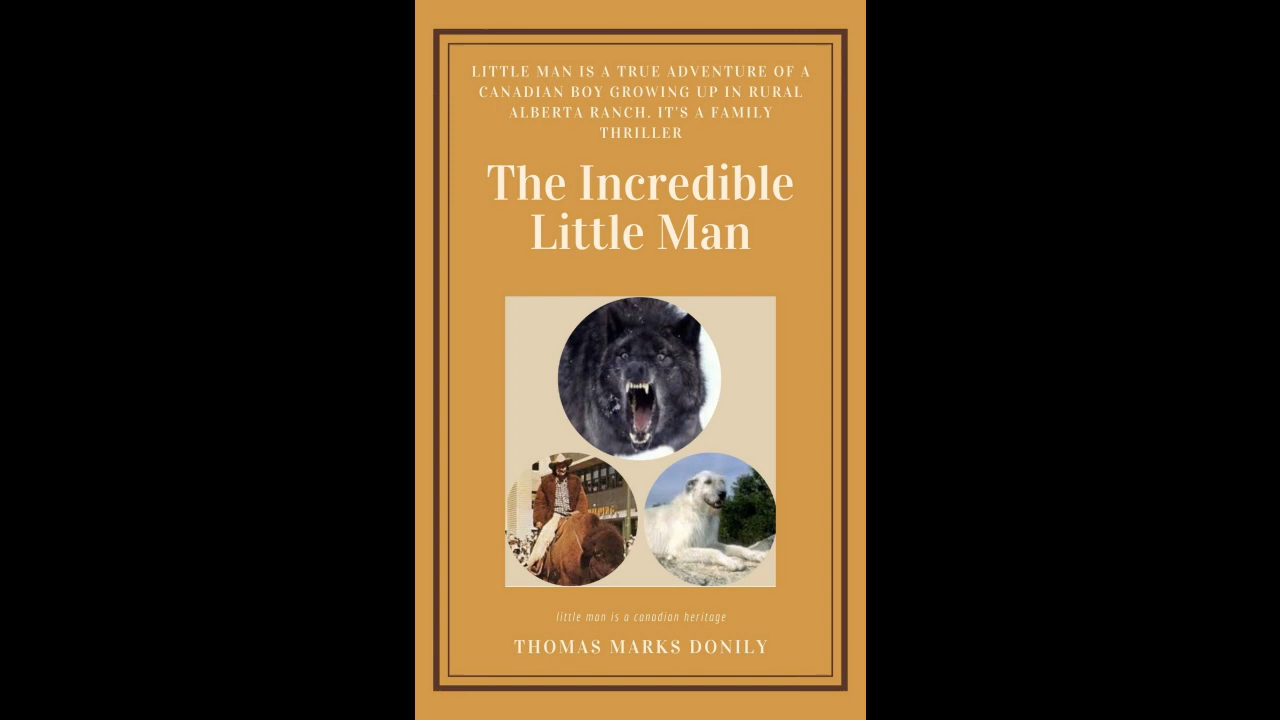 LITTLE MAN IS A TRUE ADVENTURE OF A
CANADIAN BOY GROWING UP IN RURAL
ALBERTA RANCH. IT'S A FAMILY
THRILLER
The Incredible
Little Man
little man is a canadian heritage
THOMAS MARKS DONILY